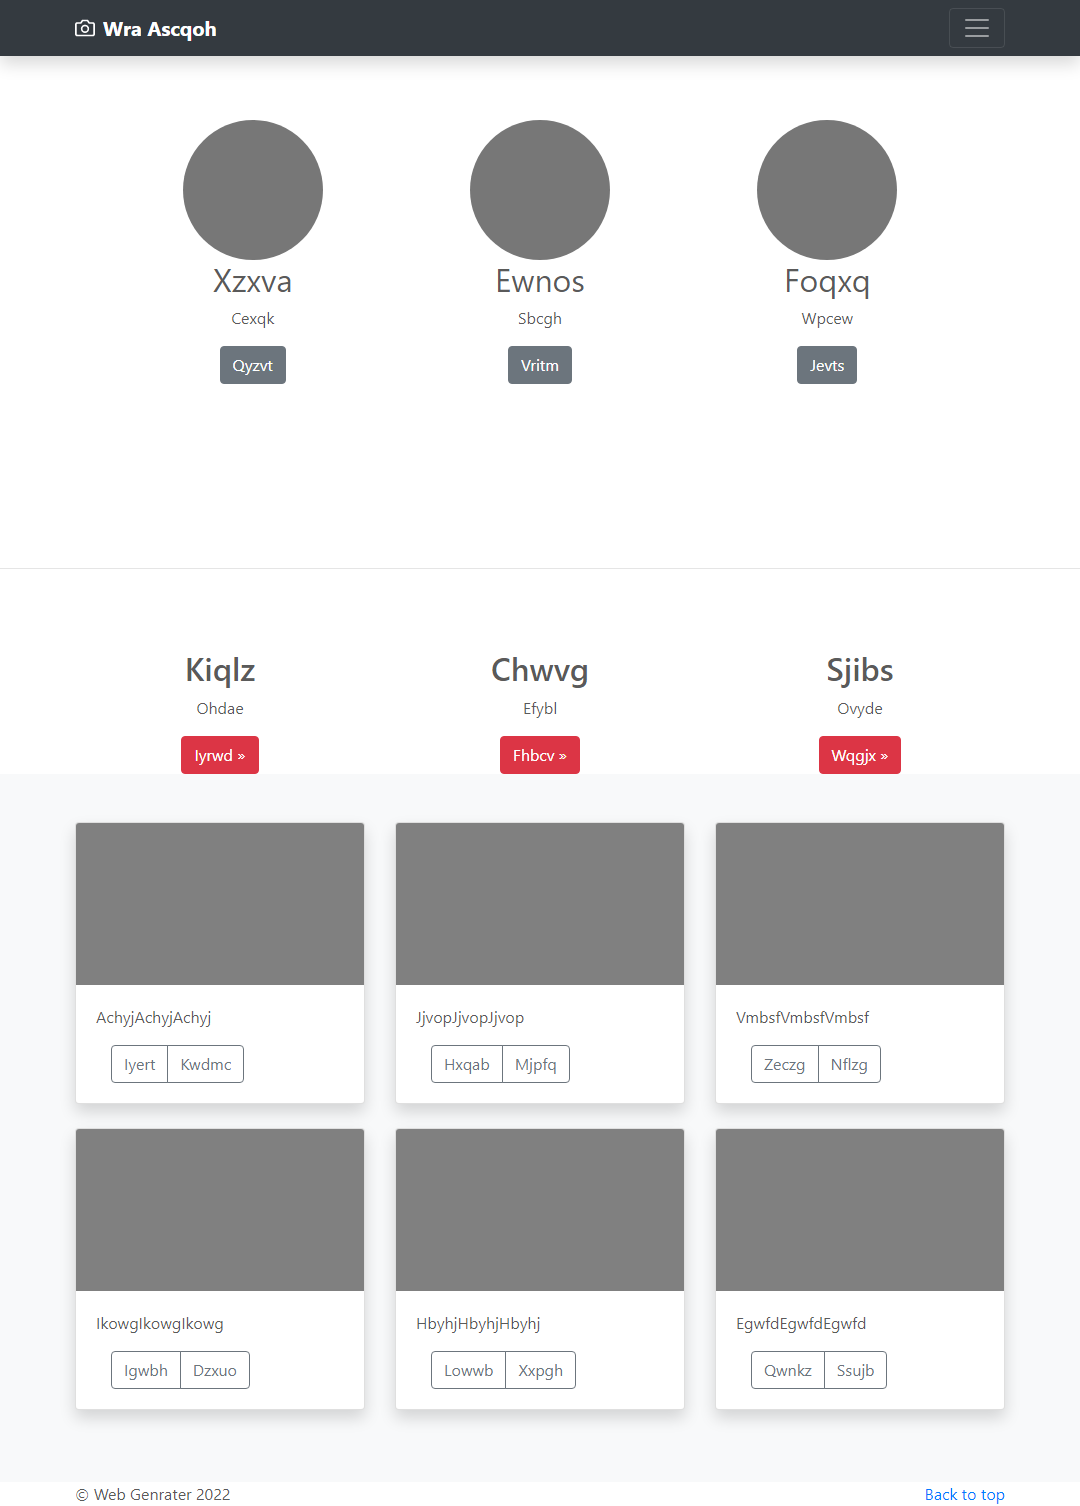 Wra Ascqoh
Xzxva Ewnos Foqxq
Cexqk Sbcgh Wpcew
Qyzvt Vritm Jevts
Kiqlz Chwvg Sjibs
Ohdae Efybl Ovyde
Iyrwd » Fhbcv » Wqgjx »
AchyjAchyjAchyj JjvopJjvopJjvop VmbsfVmbsfVmbsf
Iyert Kwdmc Hxqab Mjpfq Zeczg Nflzg
IkowgIkowgIkowg HbyhjHbyhjHbyhj EgwfdEgwfdEgwfd
Igwbh Dzxuo Lowwb Xxpgh Qwnkz Ssujb
© Web Genrater 2022 Back to top